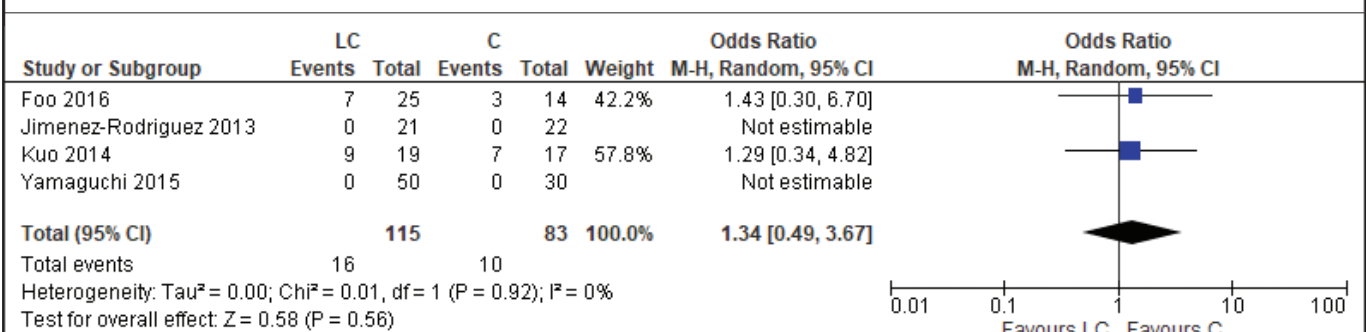 LC C Odds Ratio Odds Ratio
Study or Subgroup Events Total Events Total Weight M-H, Random, 95% CI M-H, Random, 95% CI
Foo 2016 7 25 3 14 42.2% 1.43 [0.30, 6.70]
Jimenez-Rodriguez 2013 0 21 0 22 Not estimable
Kuo 2014 9 19 7 17 57.8% 1.29 [0.34, 4.82]
Yamaguchi 2015 0 50 0 30 Not estimable
Total (95% CI) 115 83 100.0% 1.34 [0.49, 3.67]
Total events 16 10
Heterogeneity: Tau² = 0.00; Chi² = 0.01, df = 1 (P = 0.92); I² = 0%
Test for overall effect: Z = 0.58 (P = 0.56)
0.01 0.1 1 10 100
Favours LC Favours C